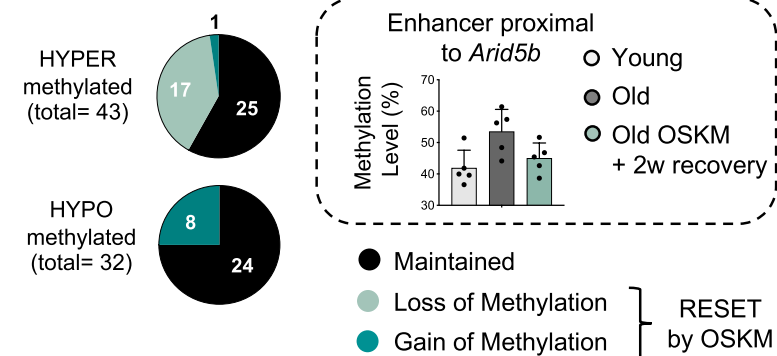 HYPER
methylated
(total= 43)
1
17
25
HYPO
methylated
(total= 32)
8
24
Enhancer proximal
to Arid5b
Methylation
Level (%)
70
60
50
40
30
Young
Old
Old OSKM
+ 2w recovery
Maintained
Loss of Methylation
Gain of Methylation
RESET
by OSKM